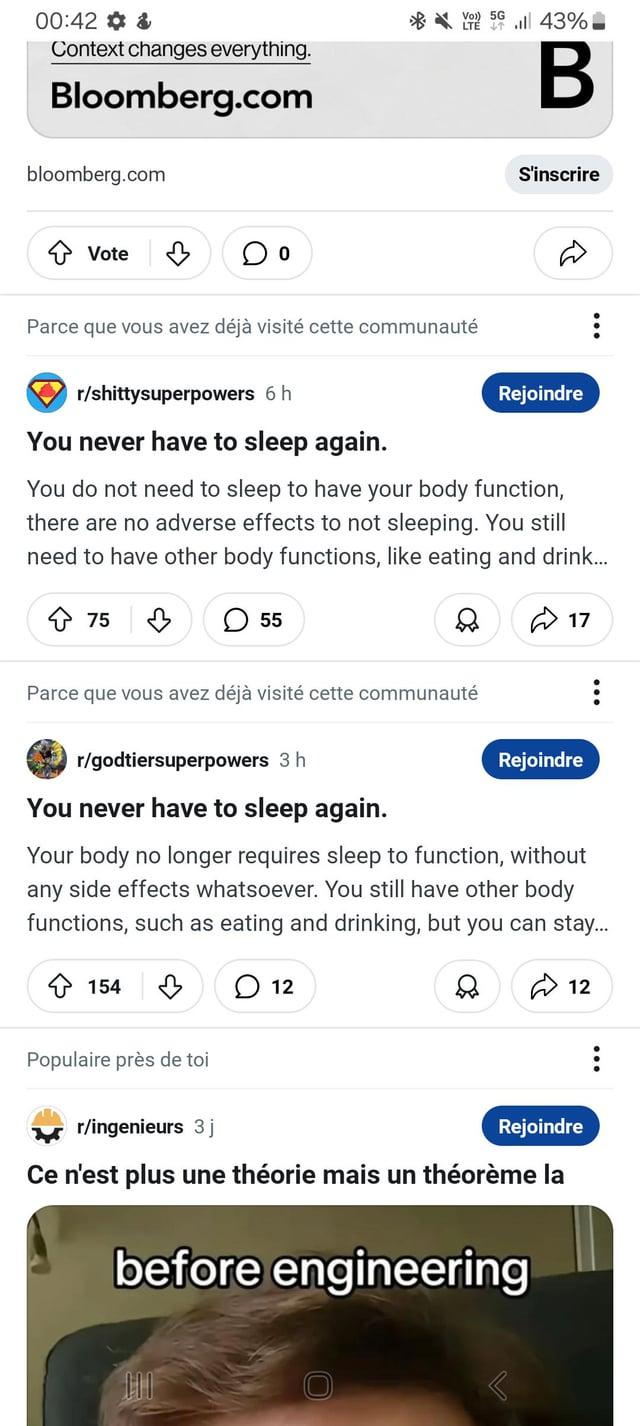 00:42 Vo)) LTE 5G 43%
Context changes everything.
Bloomberg.com
B
bloomberg.com S'inscrire
Vote 0
Parce que vous avez déjà visité cette communauté
r/shittysuperpowers 6 h Rejoindre
You never have to sleep again.
You do not need to sleep to have your body function,
there are no adverse effects to not sleeping. You still
need to have other body functions, like eating and drink...
75 55 17
Parce que vous avez déjà visité cette communauté
r/godtiersuperpowers 3 h Rejoindre
You never have to sleep again.
Your body no longer requires sleep to function, without
any side effects whatsoever. You still have other body
functions, such as eating and drinking, but you can stay...
154 12 12
Populaire près de toi
r/ingenieurs 3 j Rejoindre
Ce n'est plus une théorie mais un théorème la
before engineering